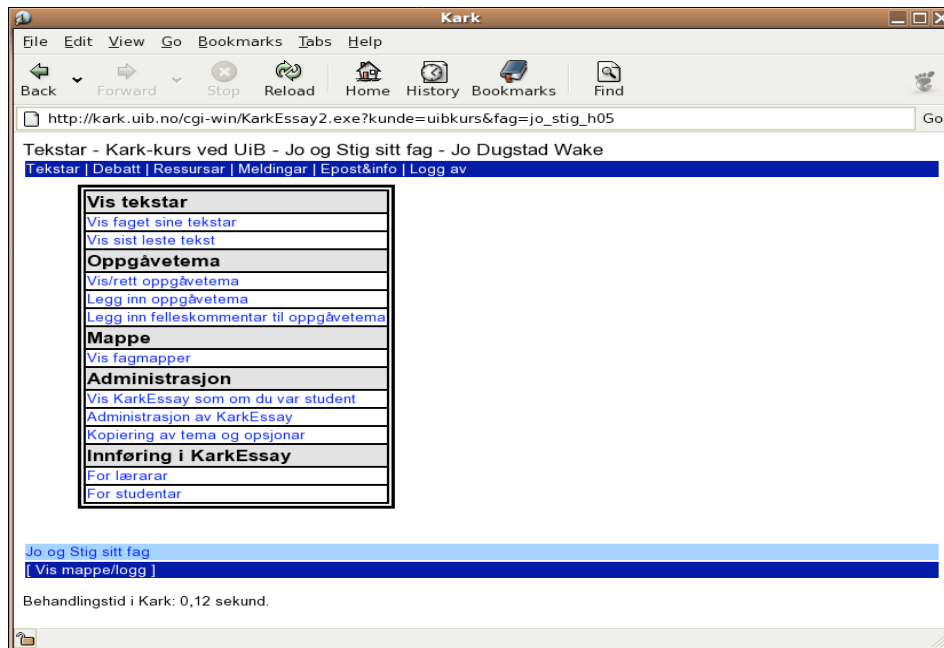 Kark
File Edit View Go Bookmarks Tabs Help
Back Forward Stop Reload Home History Bookmarks Find
http://kark.uib.no/cgi-win/KarkEssay2.exe?kunde=uibkurs&fag=jo_stig_h05 Go
Tekstar - Kark-kurs ved UiB - Jo og Stig sitt fag - Jo Dugstad Wake
Tekstar | Debatt | Ressursar | Meldingar | Epost&info | Logg av
Vis tekstar
Vis faget sine tekstar
Vis sist leste tekst
Oppgåvetema
Vis/rett oppgåvetema
Legg inn oppgåvetema
Legg inn felleskommentar til oppgåvetema
Mappe
Vis fagmapper
Administrasjon
Vis KarkEssay som om du var student
Administrasjon av KarkEssay
Kopiering av tema og opsjonar
Innføring i KarkEssay
For lærarar
For studentar
Jo og Stig sitt fag
[ Vis mappe/logg ]
Behandlingstid i Kark: 0,12 sekund.